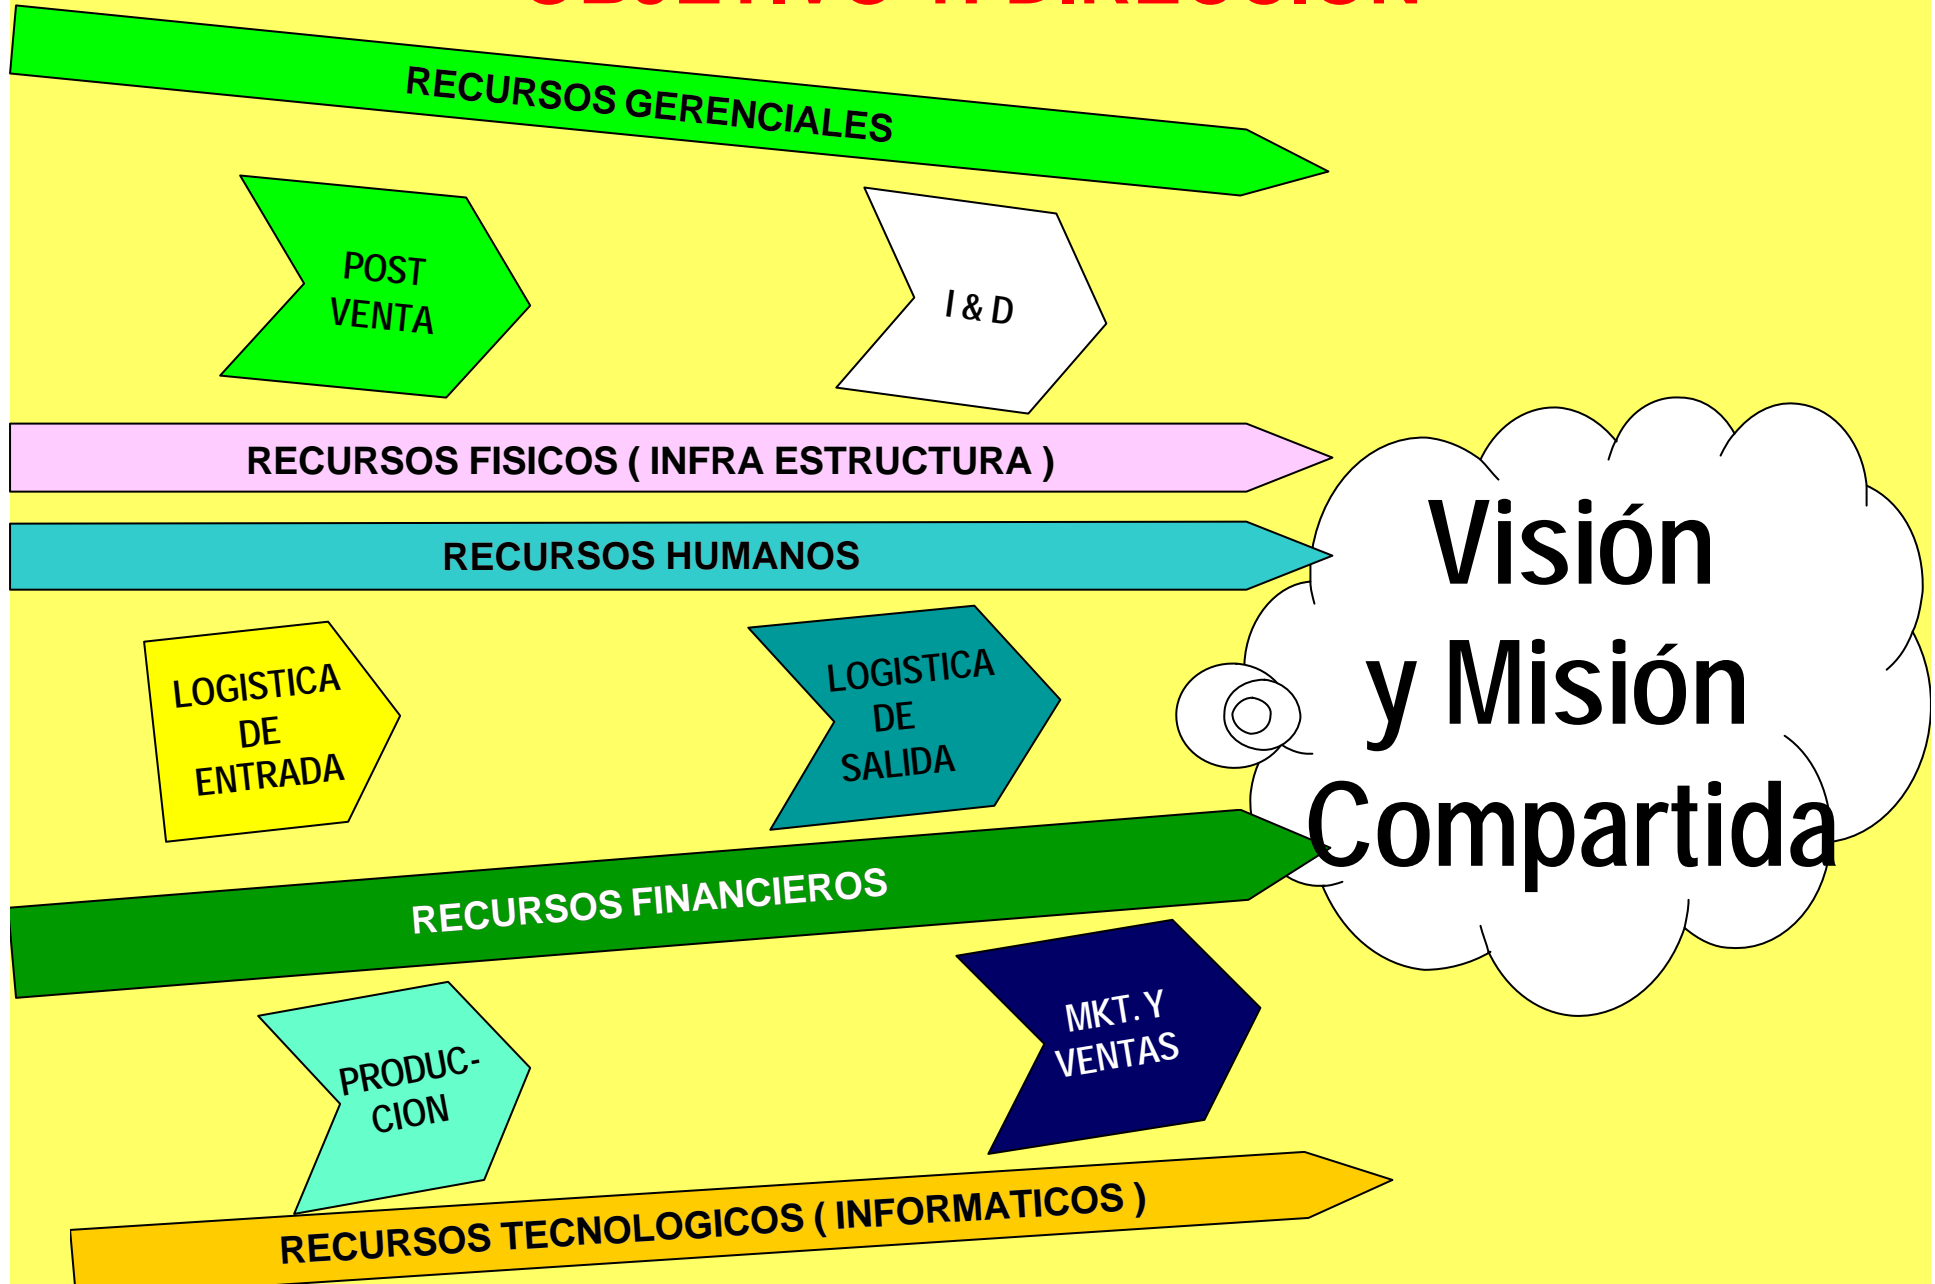 RECURSOS GERENCIALES
POST
VENTA
I & D
RECURSOS FISICOS ( INFRA ESTRUCTURA )
RECURSOS HUMANOS
Visión
y Misión
Compartida
LOGISTICA
DE
ENTRADA
LOGISTICA
DE
SALIDA
RECURSOS FINANCIEROS
MKT. Y
VENTAS
PRODUC-
CION
RECURSOS TECNOLOGICOS ( INFORMATICOS )